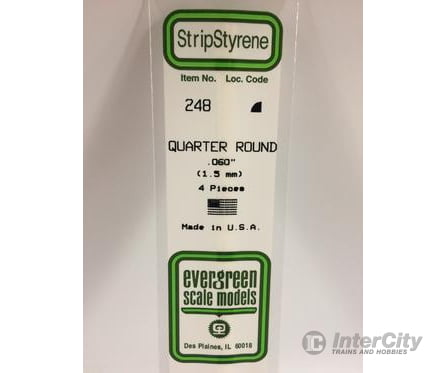 StripStyrene
Item No. Loc. Code
248
QUARTER ROUND
.060"
(1.5 mm)
4 Pieces
Made in U.S.A.
evergreen
scale models
Des Plaines, IL 60018
IC InterCity
TRAINS AND HOBBIES